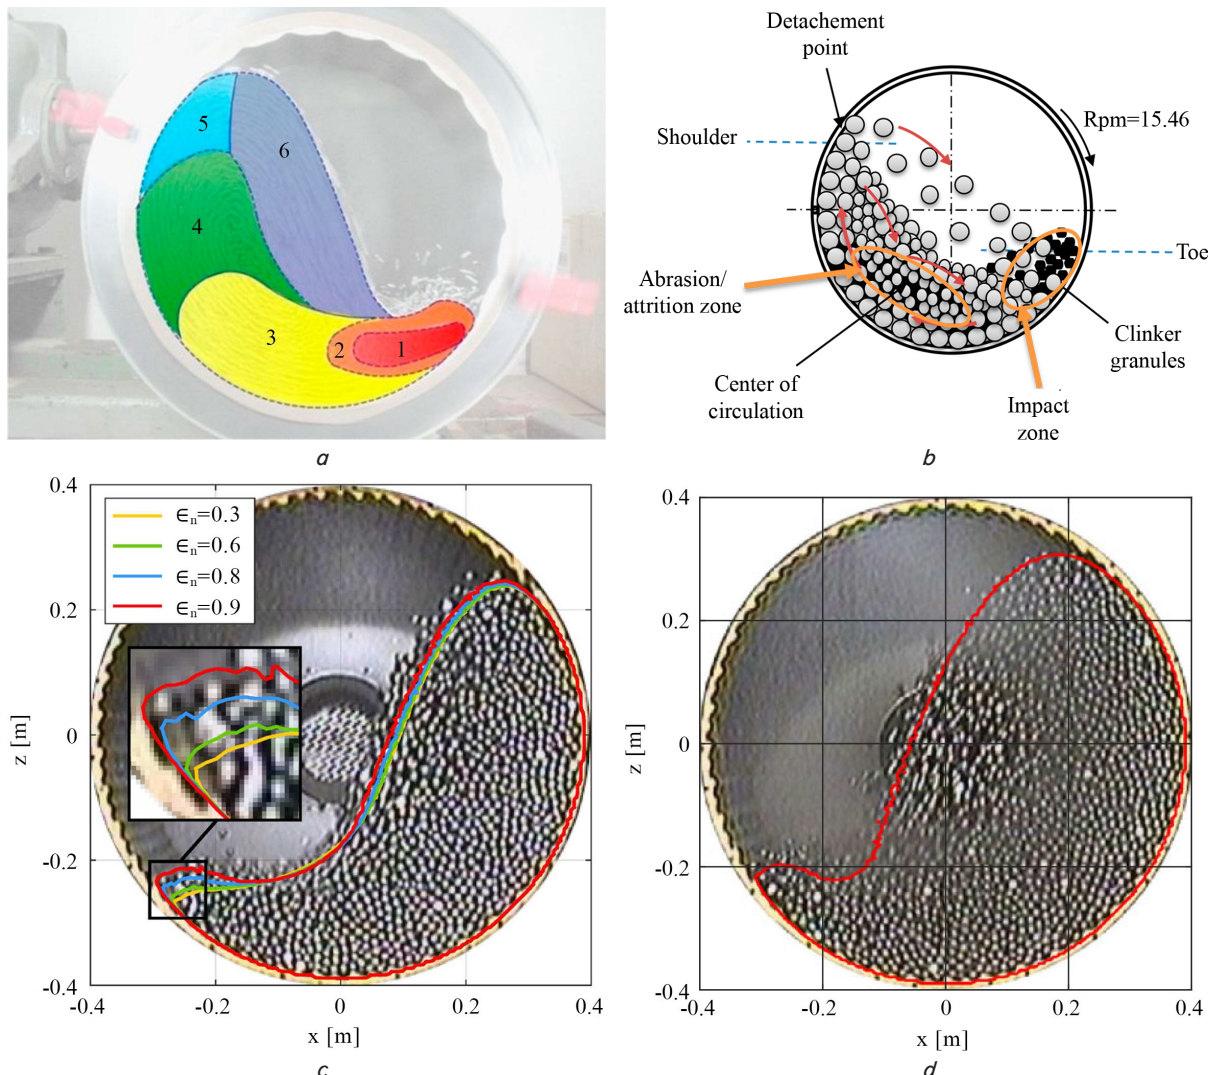 5
6
4
3
2
1
a
Detachement
point
Shoulder
Rpm=15.46
Toe
Abrasion/
attrition zone
Clinker
granules
Center of
circulation
Impact
zone
b
0.4
0.2
0
-0.2
-0.4
z [m]
∈n=0.3
∈n=0.6
∈n=0.8
∈n=0.9
-0.4 -0.2 0 0.2 0.4
x [m]
c
0.4
0.2
0
-0.2
-0.4
z [m]
-0.4 -0.2 0 0.2 0.4
x [m]
d